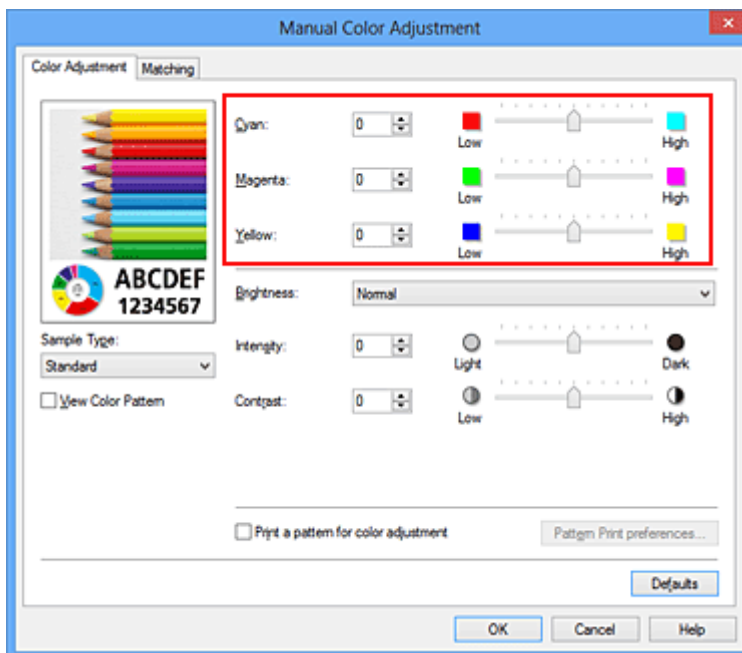 Manual Color Adjustment
Color Adjustment Matching
Cyan: 0 Low High
Magenta: 0 Low High
Yellow: 0 Low High
ABCDEF
1234567
Brightness: Normal
Sample Type:
Standard
Intensity: 0 Light Dark
View Color Pattern
Contrast: 0 Low High
Print a pattern for color adjustment Pattern Print preferences...
Defaults
OK Cancel Help